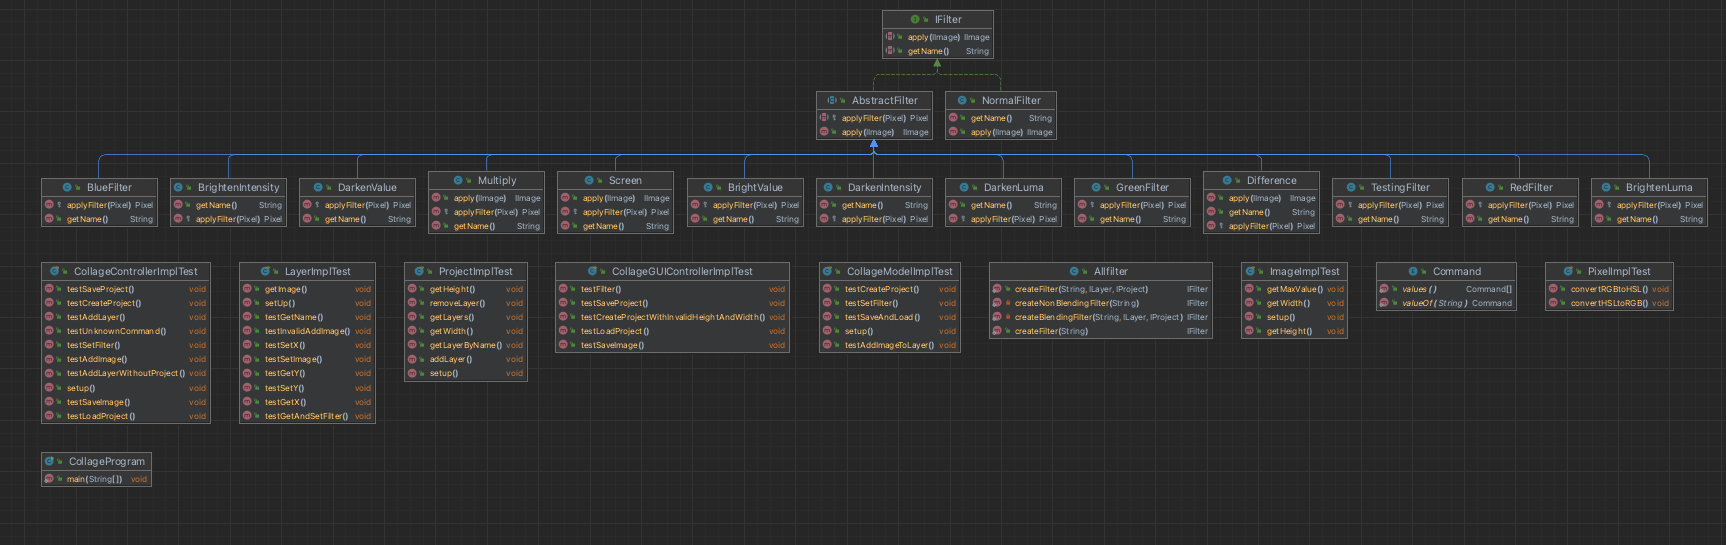 IFilter
apply(IImage) IImage
getName() String
AbstractFilter
applyFilter(Pixel) Pixel
apply(IImage) IImage
NormalFilter
getName() String
apply(IImage) IImage
BlueFilter
applyFilter(Pixel) Pixel
getName() String
BrightenIntensity
getName() String
applyFilter(Pixel) Pixel
DarkenValue
applyFilter(Pixel) Pixel
getName() String
Multiply
apply(IImage) IImage
applyFilter(Pixel) Pixel
getName() String
Screen
apply(IImage) IImage
applyFilter(Pixel) Pixel
getName() String
BrightValue
applyFilter(Pixel) Pixel
getName() String
DarkenIntensity
getName() String
applyFilter(Pixel) Pixel
DarkenLuma
getName() String
applyFilter(Pixel) Pixel
GreenFilter
applyFilter(Pixel) Pixel
getName() String
Difference
apply(IImage) IImage
getName() String
applyFilter(Pixel) Pixel
TestingFilter
applyFilter(Pixel) Pixel
getName() String
RedFilter
applyFilter(Pixel) Pixel
getName() String
BrightenLuma
applyFilter(Pixel) Pixel
getName() String
CollageControllerImplTest
testSaveProject() void
testCreateProject() void
testAddLayer() void
testUnknownCommand() void
testSetFilter() void
testAddImage() void
testAddLayerWithoutProject() void
setup() void
testSaveImage() void
testLoadProject() void
LayerImplTest
getImage() void
setUp() void
testGetName() void
testInvalidAddImage() void
testSetX() void
testSetImage() void
testGetY() void
testSetY() void
testGetX() void
testGetAndSetFilter() void
ProjectImplTest
getHeight() void
removeLayer() void
getLayers() void
getWidth() void
getLayerByName() void
addLayer() void
setup() void
CollageGUIControllerImplTest
testFilter() void
testSaveProject() void
testCreateProjectWithInvalidHeightAndWidth() void
testLoadProject() void
testSaveImage() void
CollageModelImplTest
testCreateProject() void
testSetFilter() void
testSaveAndLoad() void
setup() void
testAddImageToLayer() void
Allfilter
createFilter(String, ILayer, IProject) IFilter
createNonBlendingFilter(String) IFilter
createBlendingFilter(String, ILayer, IProject) IFilter
createFilter(String) IFilter
ImageImplTest
getMaxValue() void
getWidth() void
setup() void
getHeight() void
Command
values() Command[]
valueOf(String) Command
PixelImplTest
convertRGBtoHSL() void
convertHSLtoRGB() void
CollageProgram
main(String[]) void